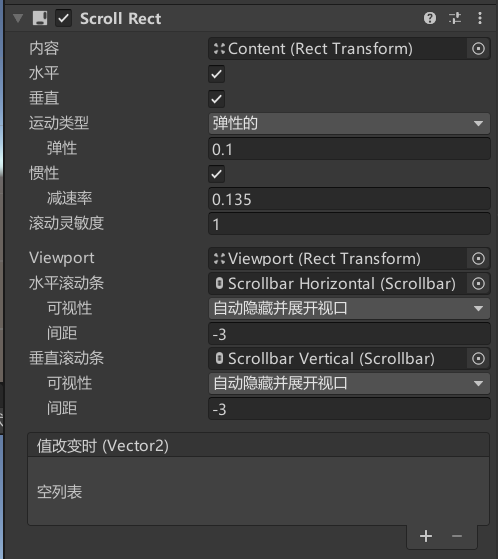 Scroll Rect
内容 Content (Rect Transform)
水平
垂直
运动类型 弹性的
弹性 0.1
惯性
减速率 0.135
滚动灵敏度 1
Viewport Viewport (Rect Transform)
水平滚动条 Scrollbar Horizontal (Scrollbar)
可视性 自动隐藏并展开视口
间距 -3
垂直滚动条 Scrollbar Vertical (Scrollbar)
可视性 自动隐藏并展开视口
间距 -3
值改变时 (Vector2)
空列表